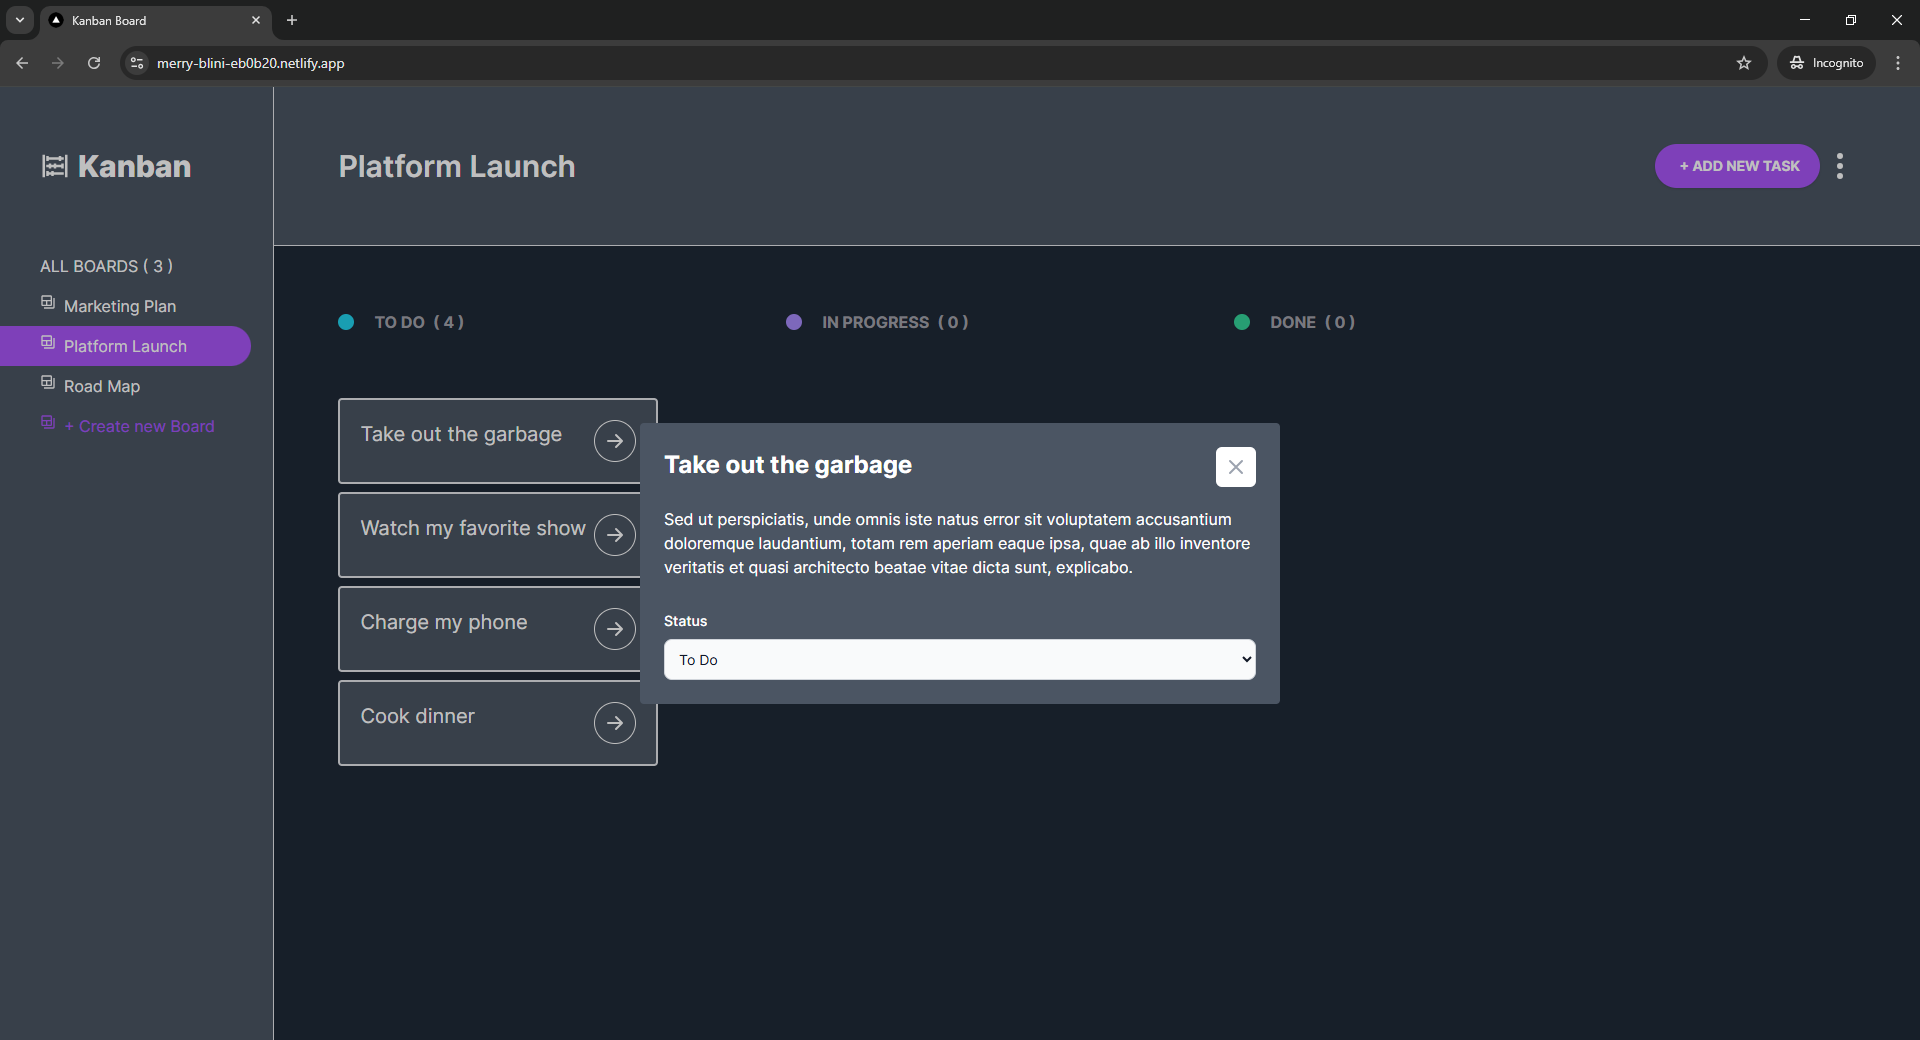 Kanban Board
merry-blini-eb0b20.netlify.app
Incognito
Kanban
Platform Launch
+ ADD NEW TASK
ALL BOARDS ( 3 )
Marketing Plan
Platform Launch
Road Map
+ Create new Board
TO DO ( 4 )
IN PROGRESS ( 0 )
DONE ( 0 )
Take out the garbage
Watch my favorite show
Charge my phone
Cook dinner
Take out the garbage
Sed ut perspiciatis, unde omnis iste natus error sit voluptatem accusantium
doloremque laudantium, totam rem aperiam eaque ipsa, quae ab illo inventore
veritatis et quasi architecto beatae vitae dicta sunt, explicabo.
Status
To Do